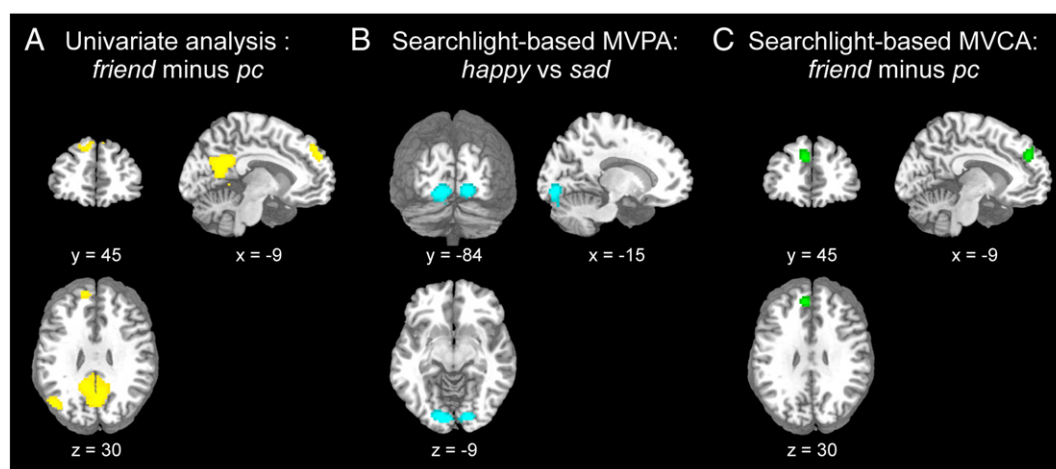 A Univariate analysis :
friend minus pc
B Searchlight-based MVPA:
happy vs sad
C Searchlight-based MVCA:
friend minus pc
y = 45
x = -9
y = -84
x = -15
y = 45
x = -9
z = 30
z = -9
z = 30